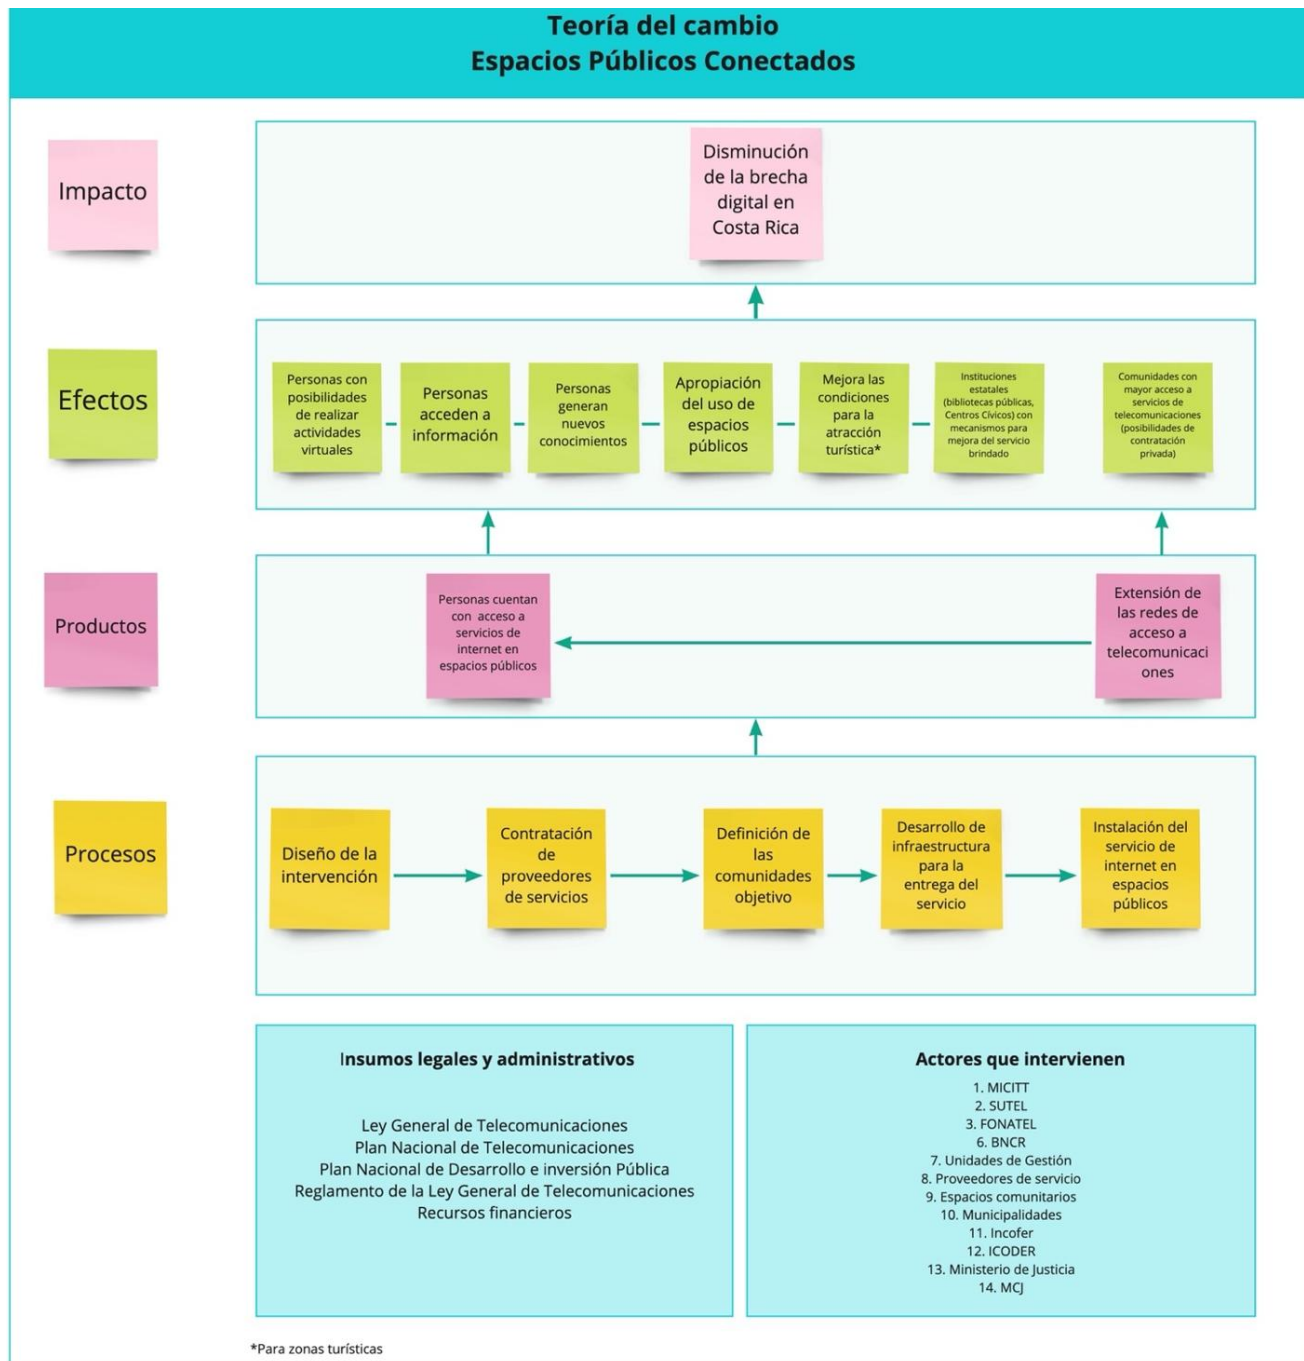 Teoría del cambio
Espacios Públicos Conectados
Impacto
Disminución
de la brecha
digital en
Costa Rica
Efectos
Personas con
posibilidades
de realizar
actividades
virtuales
Personas
acceden a
información
Personas
generan
nuevos
conocimientos
Apropiación
del uso de
espacios
públicos
Mejora las
condiciones
para la
atracción
turística*
Instituciones
estatales
(bibliotecas públicas,
Centros Cívicos) con
mecanismos para
mejora del servicio
brindado
Comunidades con
mayor acceso a
servicios de
telecomunicaciones
(posibilidades de
contratación
privada)
Productos
Personas cuentan
con acceso a
servicios de
internet en
espacios públicos
Extensión de
las redes de
acceso a
telecomunicaci
ones
Procesos
Diseño de la
intervención
Contratación
de
proveedores
de servicios
Definición de
las
comunidades
objetivo
Desarrollo de
infraestructura
para la
entrega del
servicio
Instalación del
servicio de
internet en
espacios
públicos
Insumos legales y administrativos
Ley General de Telecomunicaciones
Plan Nacional de Telecomunicaciones
Plan Nacional de Desarrollo e inversión Pública
Reglamento de la Ley General de Telecomunicaciones
Recursos financieros
Actores que intervienen
1. MICITT
2. SUTEL
3. FONATEL
6. BNCR
7. Unidades de Gestión
8. Proveedores de servicio
9. Espacios comunitarios
10. Municipalidades
11. Incofer
12. ICODER
13. Ministerio de Justicia
14. MCJ
*Para zonas turísticas